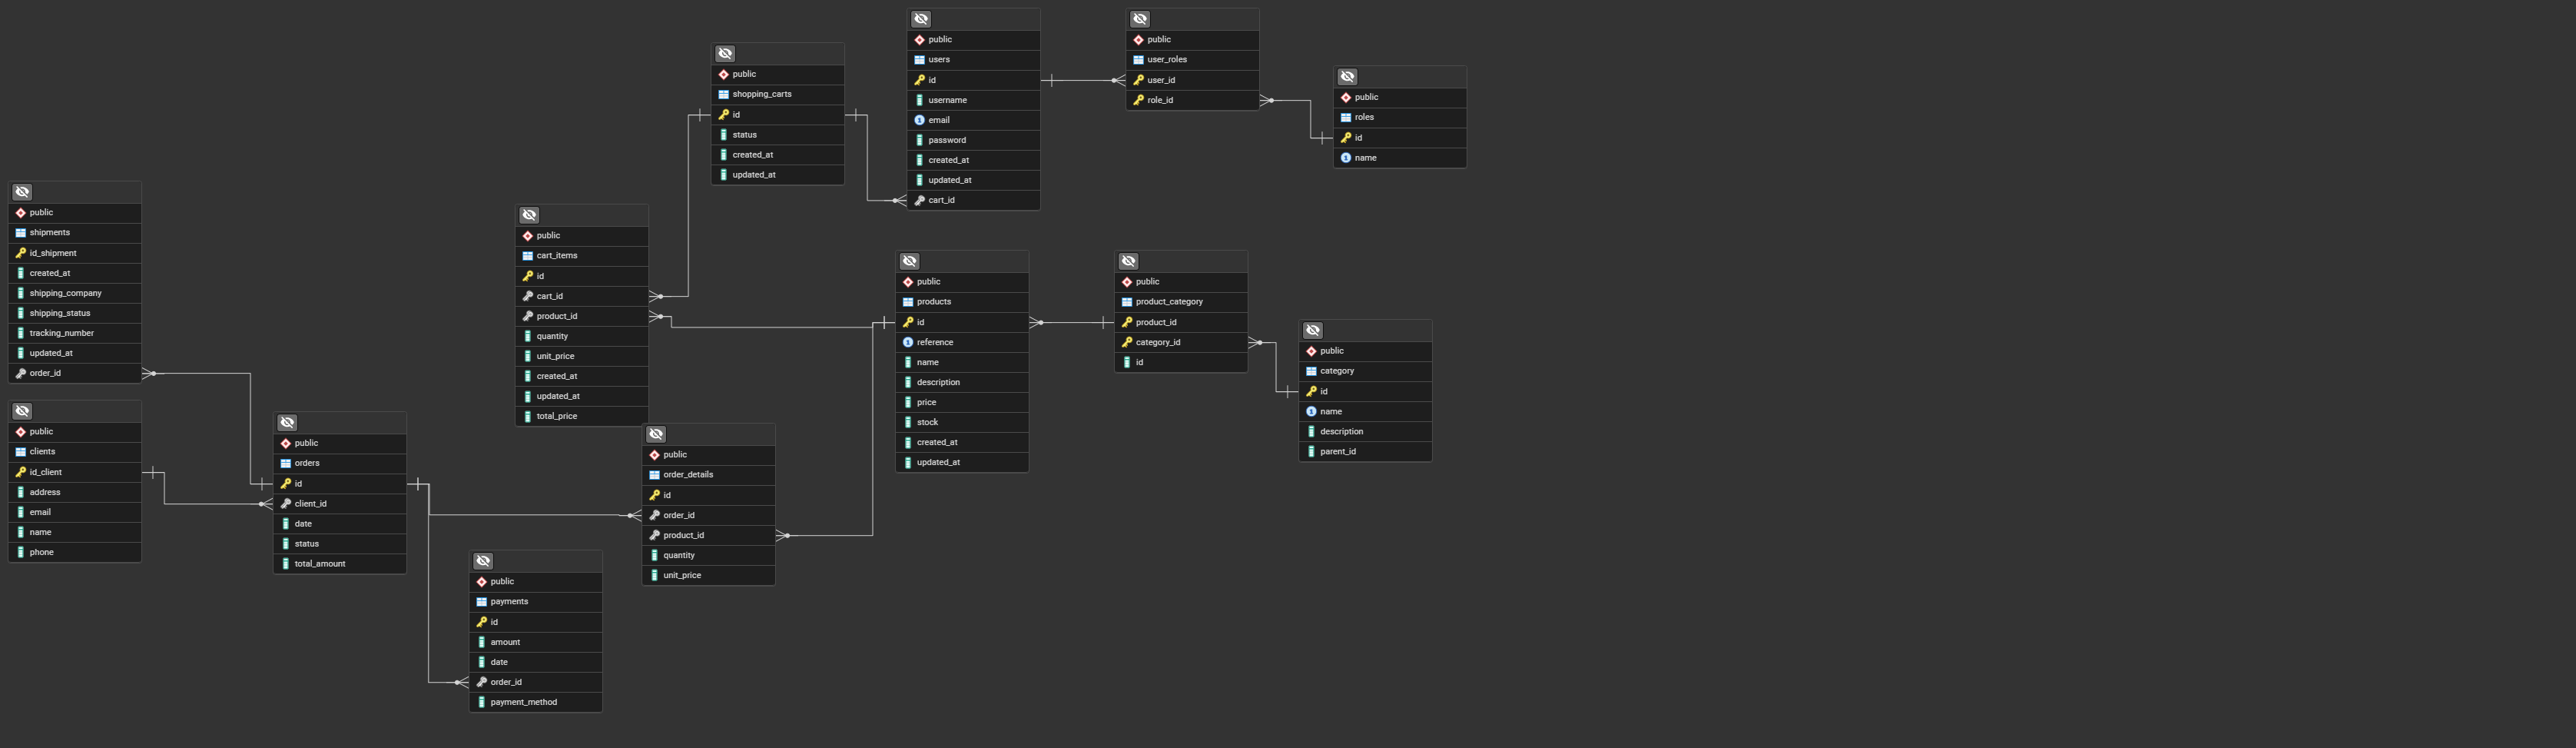 public
users
id
username
email
password
created_at
updated_at
cart_id
public
user_roles
user_id
role_id
public
shopping_carts
id
status
created_at
updated_at
public
roles
id
name
public
shipments
id_shipment
created_at
shipping_company
shipping_status
tracking_number
updated_at
order_id
public
cart_items
id
cart_id
product_id
quantity
unit_price
created_at
updated_at
total_price
public
products
id
reference
name
description
price
stock
created_at
updated_at
public
product_category
product_id
category_id
id
public
category
id
name
description
parent_id
public
clients
id_client
address
email
name
phone
public
orders
id
client_id
date
status
total_amount
public
order_details
id
order_id
product_id
quantity
unit_price
public
payments
id
amount
date
order_id
payment_method